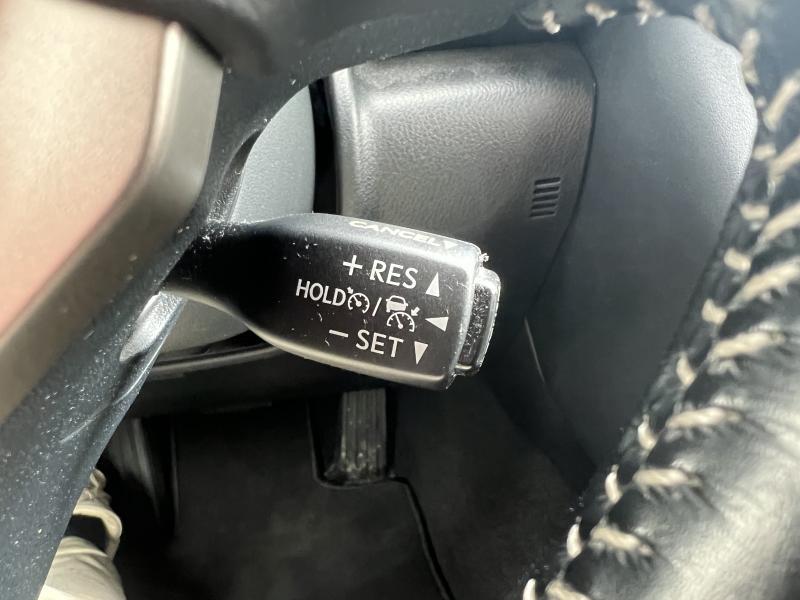 CANCEL
+ RES ▲
HOLD / ◀
− SET ▼